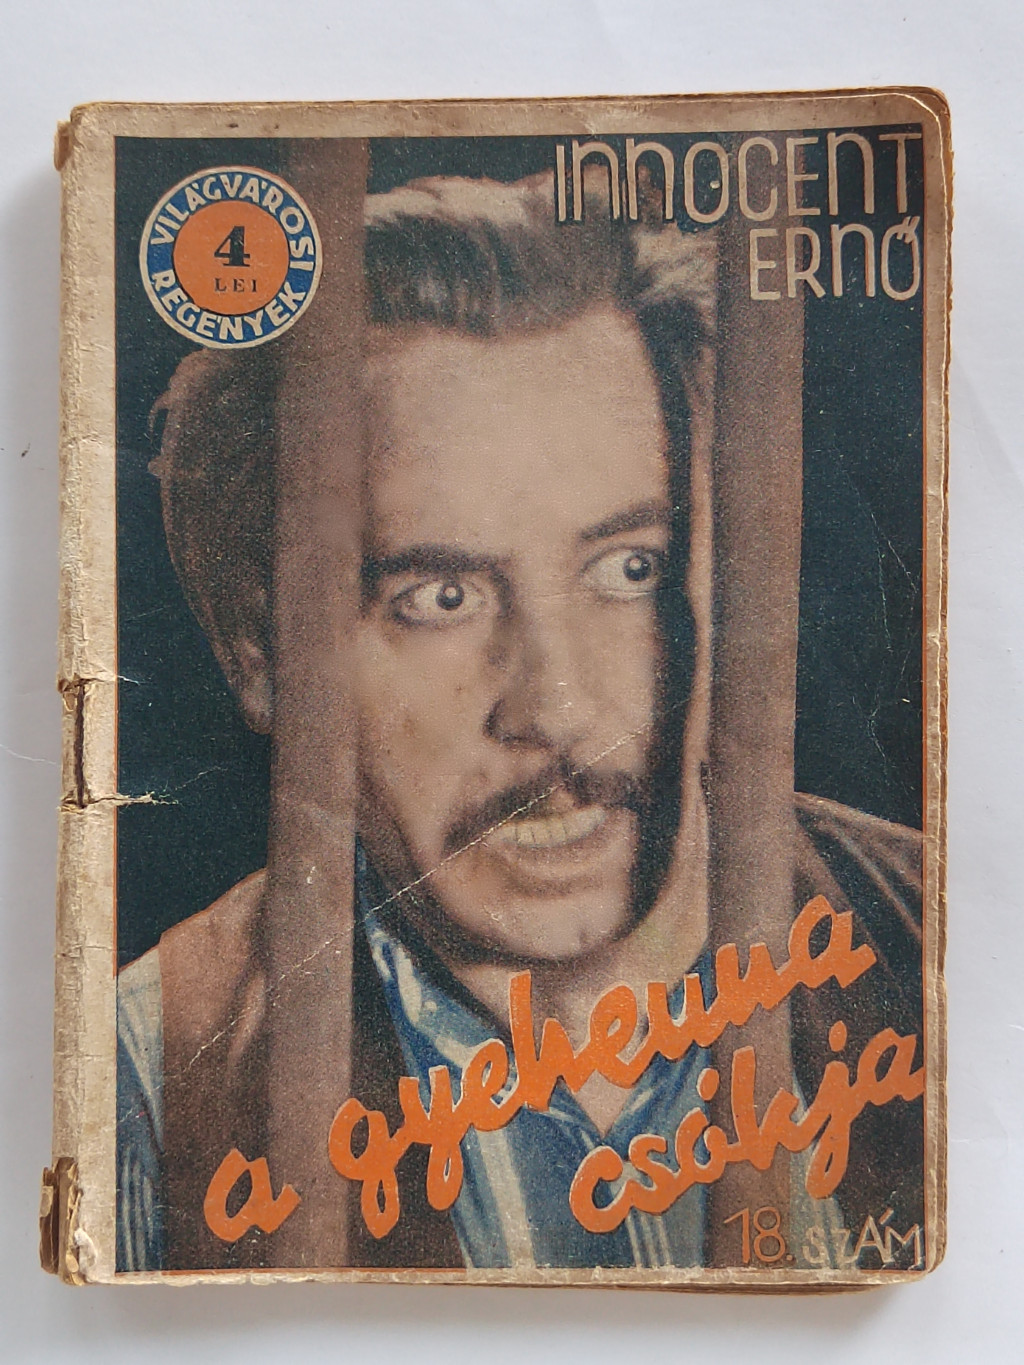 VILÁGVÁROSI
4
LEI
REGÉNYEK
INNOCENT
ERNŐ
a gyehenna
csókja
18. SZÁM